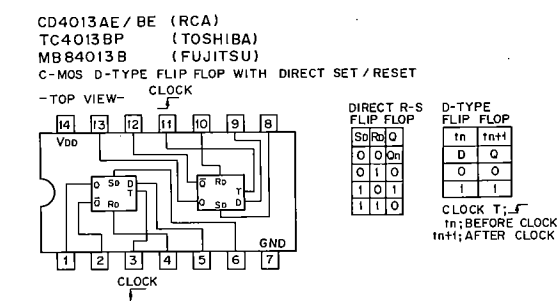 CD4013AE/BE (RCA)
TC4013BP (TOSHIBA)
MB84013B (FUJITSU)
C-MOS D-TYPE FLIP FLOP WITH DIRECT SET/RESET
-TOP VIEW-
CLOCK
14 13 12 11 10 9 8
VDD
Q SD D
T
Q̅ RD
Q̅ RD
T
Q SD D
GND
1 2 3 4 5 6 7
CLOCK
DIRECT R-S
FLIP FLOP
SD RD Q
0 0 Qn
0 1 0
1 0 1
1 1 0
D-TYPE
FLIP FLOP
tn tn+1
D Q
0 0
1 1
CLOCK T;
tn; BEFORE CLOCK
tn+1; AFTER CLOCK